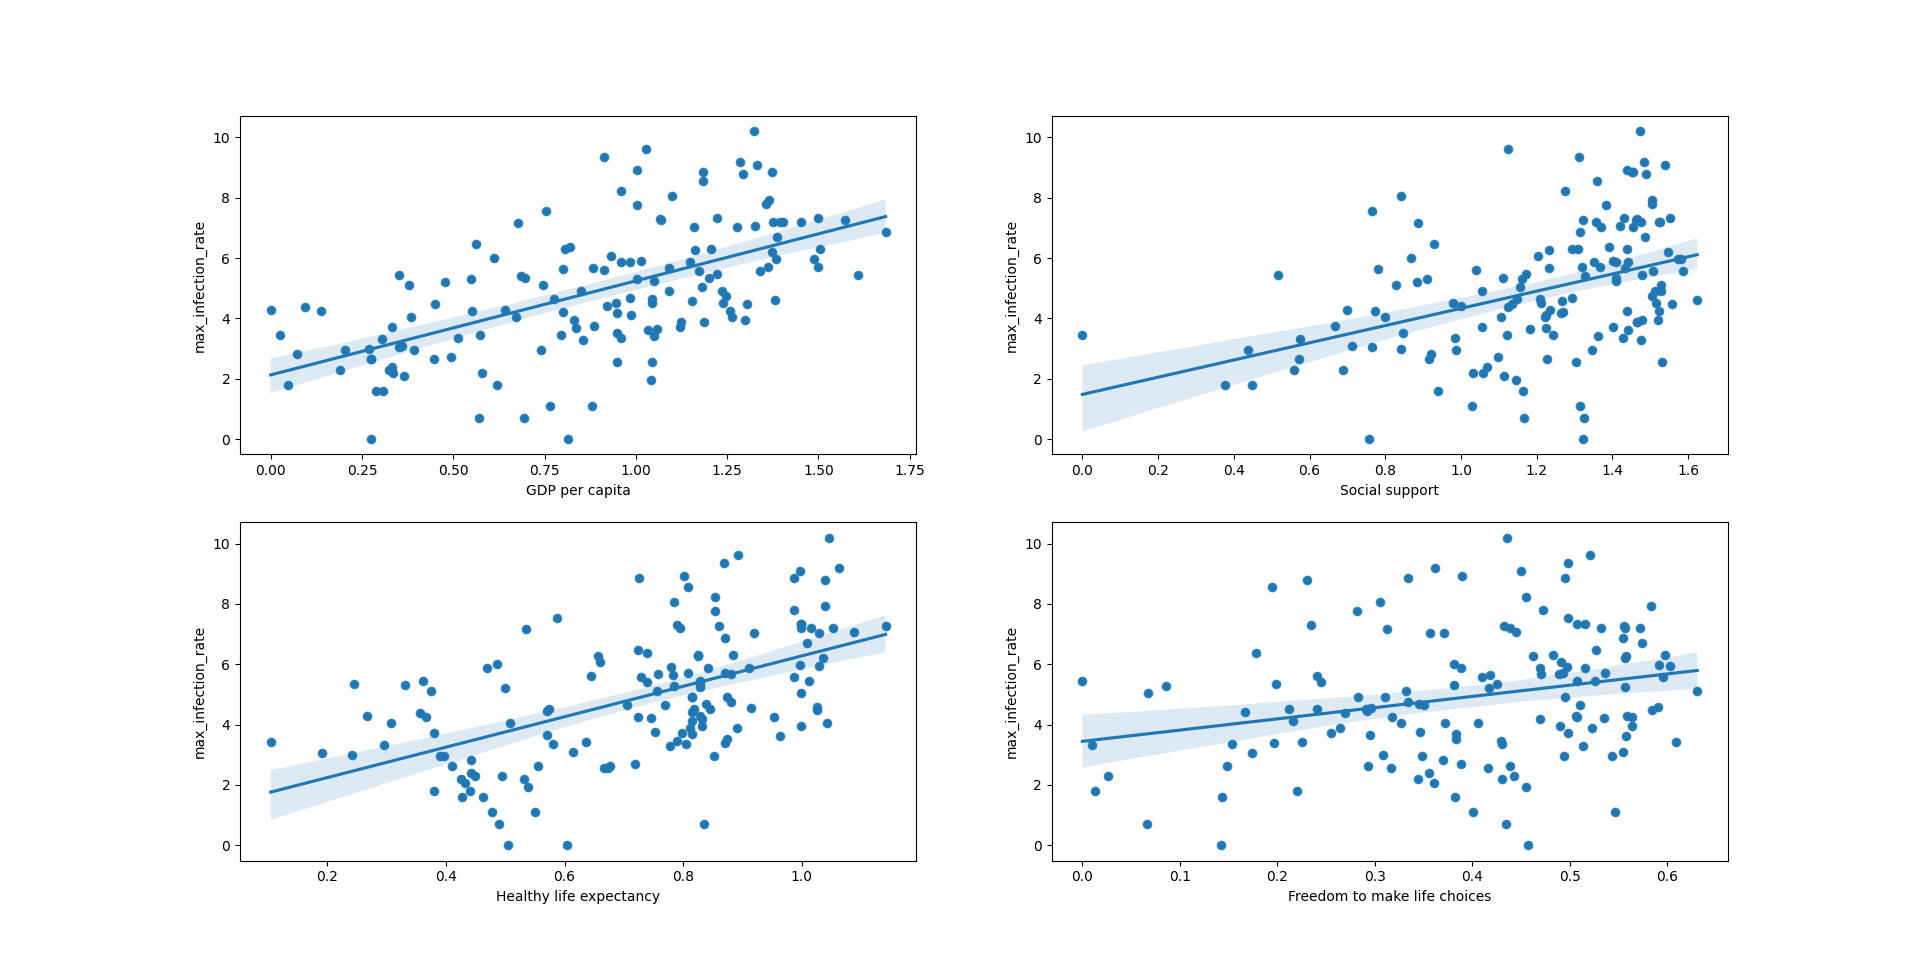 max_infection_rate
10
8
6
4
2
0
0.00 0.25 0.50 0.75 1.00 1.25 1.50 1.75
GDP per capita
max_infection_rate
10
8
6
4
2
0
0.0 0.2 0.4 0.6 0.8 1.0 1.2 1.4 1.6
Social support
max_infection_rate
10
8
6
4
2
0
0.2 0.4 0.6 0.8 1.0
Healthy life expectancy
max_infection_rate
10
8
6
4
2
0
0.0 0.1 0.2 0.3 0.4 0.5 0.6
Freedom to make life choices